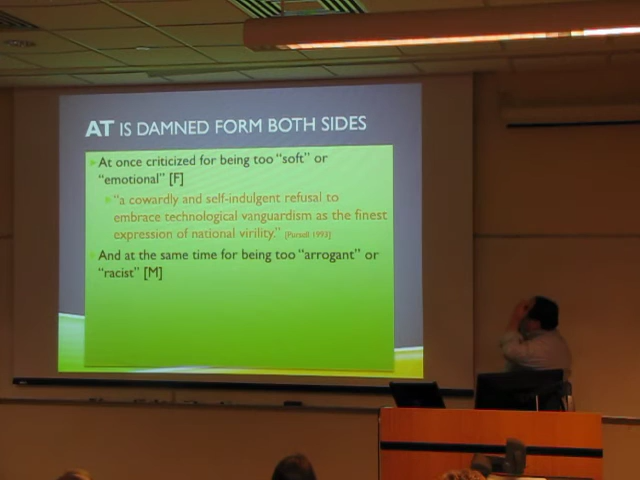 AT IS DAMNED FORM BOTH SIDES
At once criticized for being too "soft" or
"emotional" [F]
"a cowardly and self-indulgent refusal to
embrace technological vanguardism as the finest
expression of national virility." [Pursell 1993]
And at the same time for being too "arrogant" or
"racist" [M]